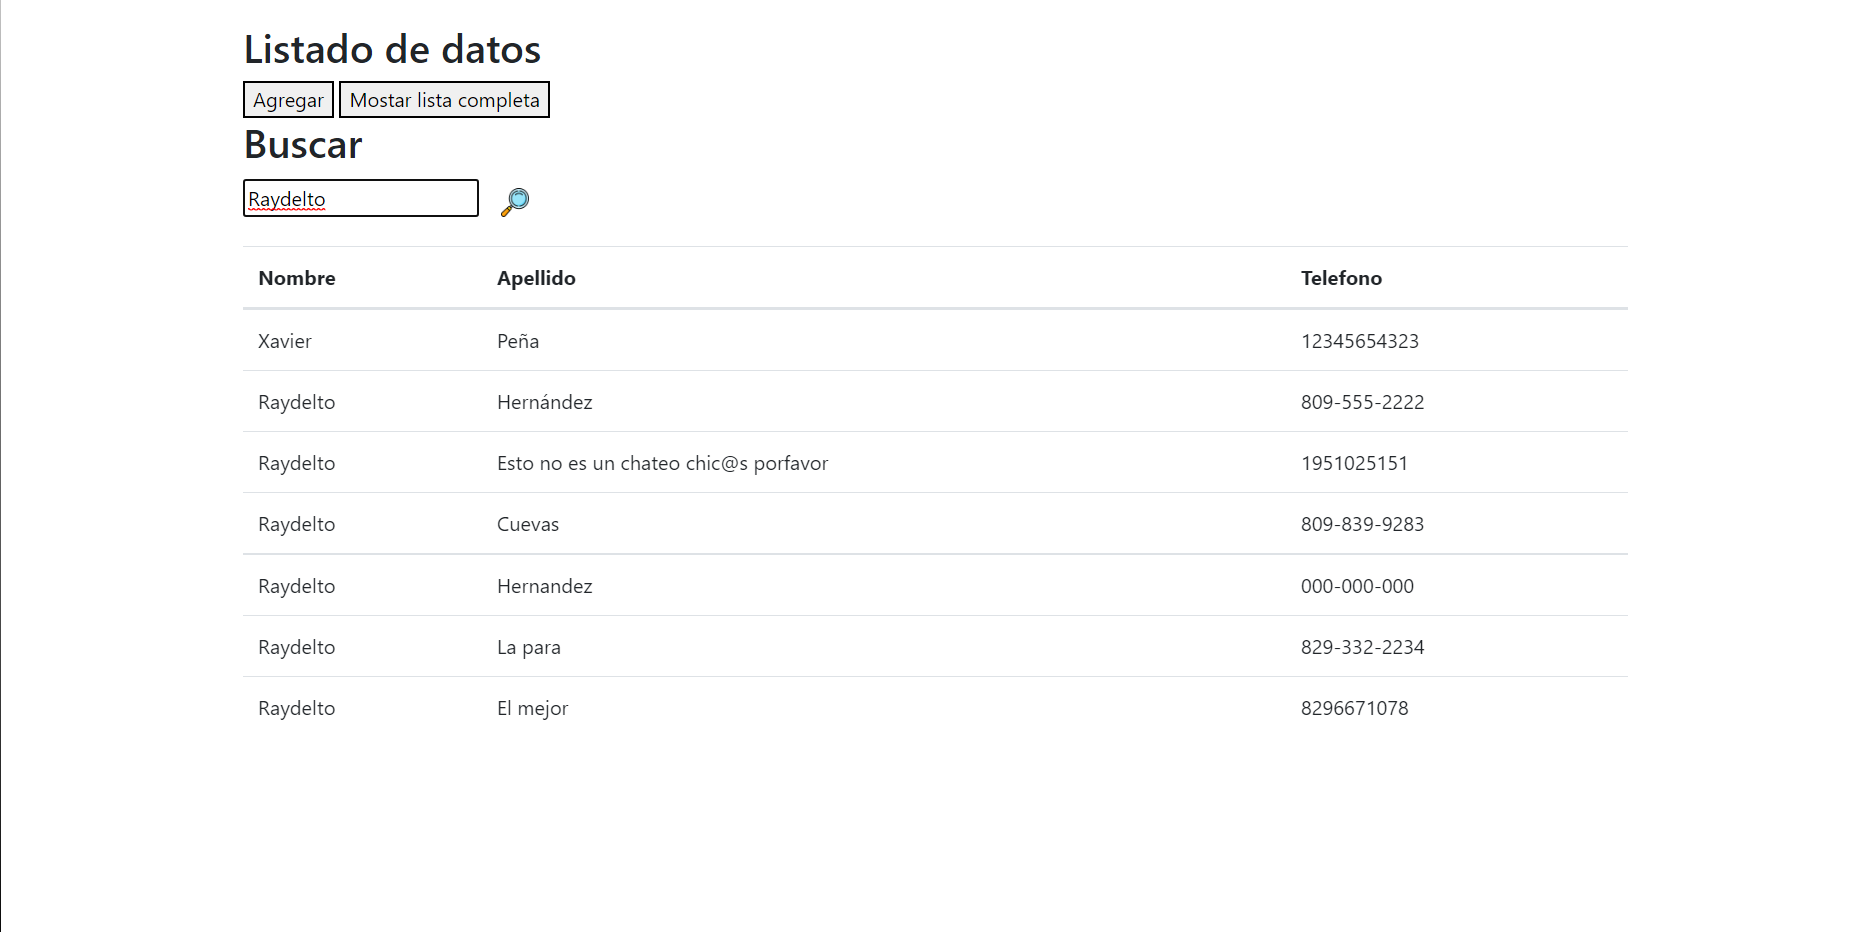 Listado de datos
Agregar Mostar lista completa
Buscar
Raydelto
Nombre Apellido Telefono
Xavier Peña 12345654323
Raydelto Hernández 809-555-2222
Raydelto Esto no es un chateo chic@s porfavor 1951025151
Raydelto Cuevas 809-839-9283
Raydelto Hernandez 000-000-000
Raydelto La para 829-332-2234
Raydelto El mejor 8296671078